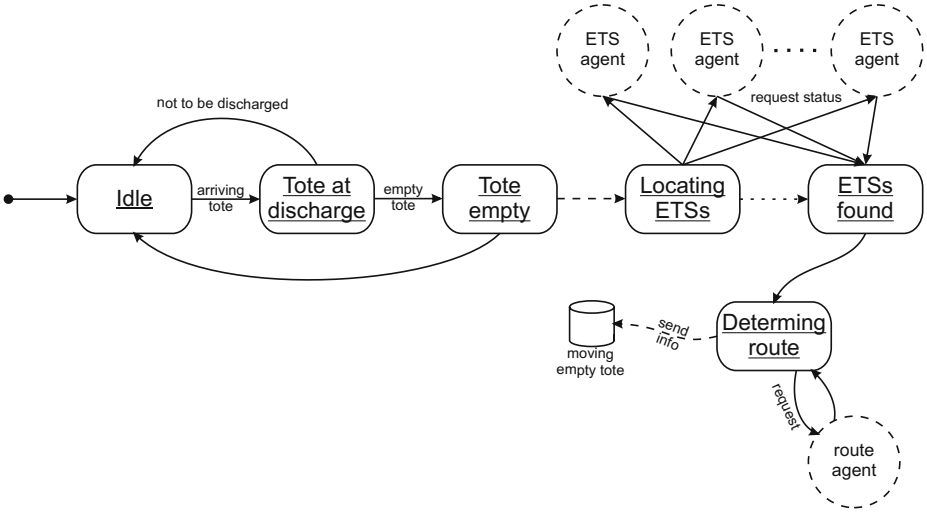 ETS
agent
ETS
agent
ETS
agent
request status
not to be discharged
Idle
arriving
tote
Tote at
discharge
empty
tote
Tote
empty
Locating
ETSs
ETSs
found
Determing
route
send
info
moving
empty tote
request
route
agent